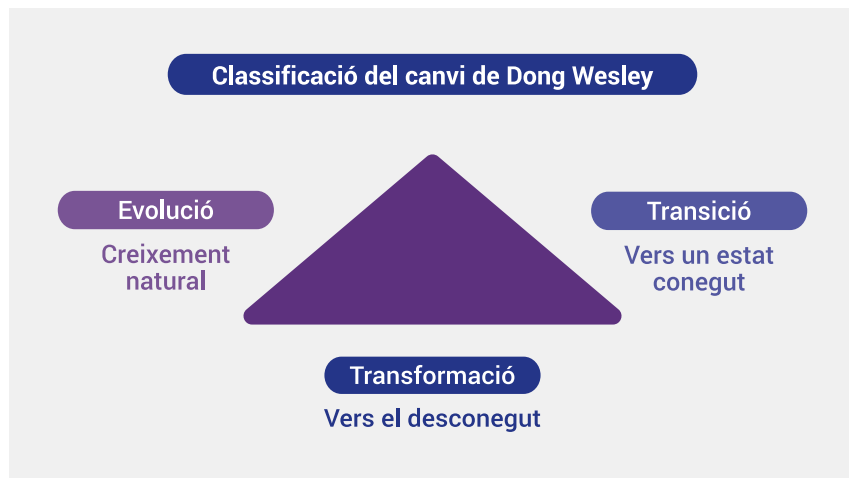 Classificació del canvi de Dong Wesley
Evolució
Creixement
natural
Transició
Vers un estat
conegut
Transformació
Vers el desconegut